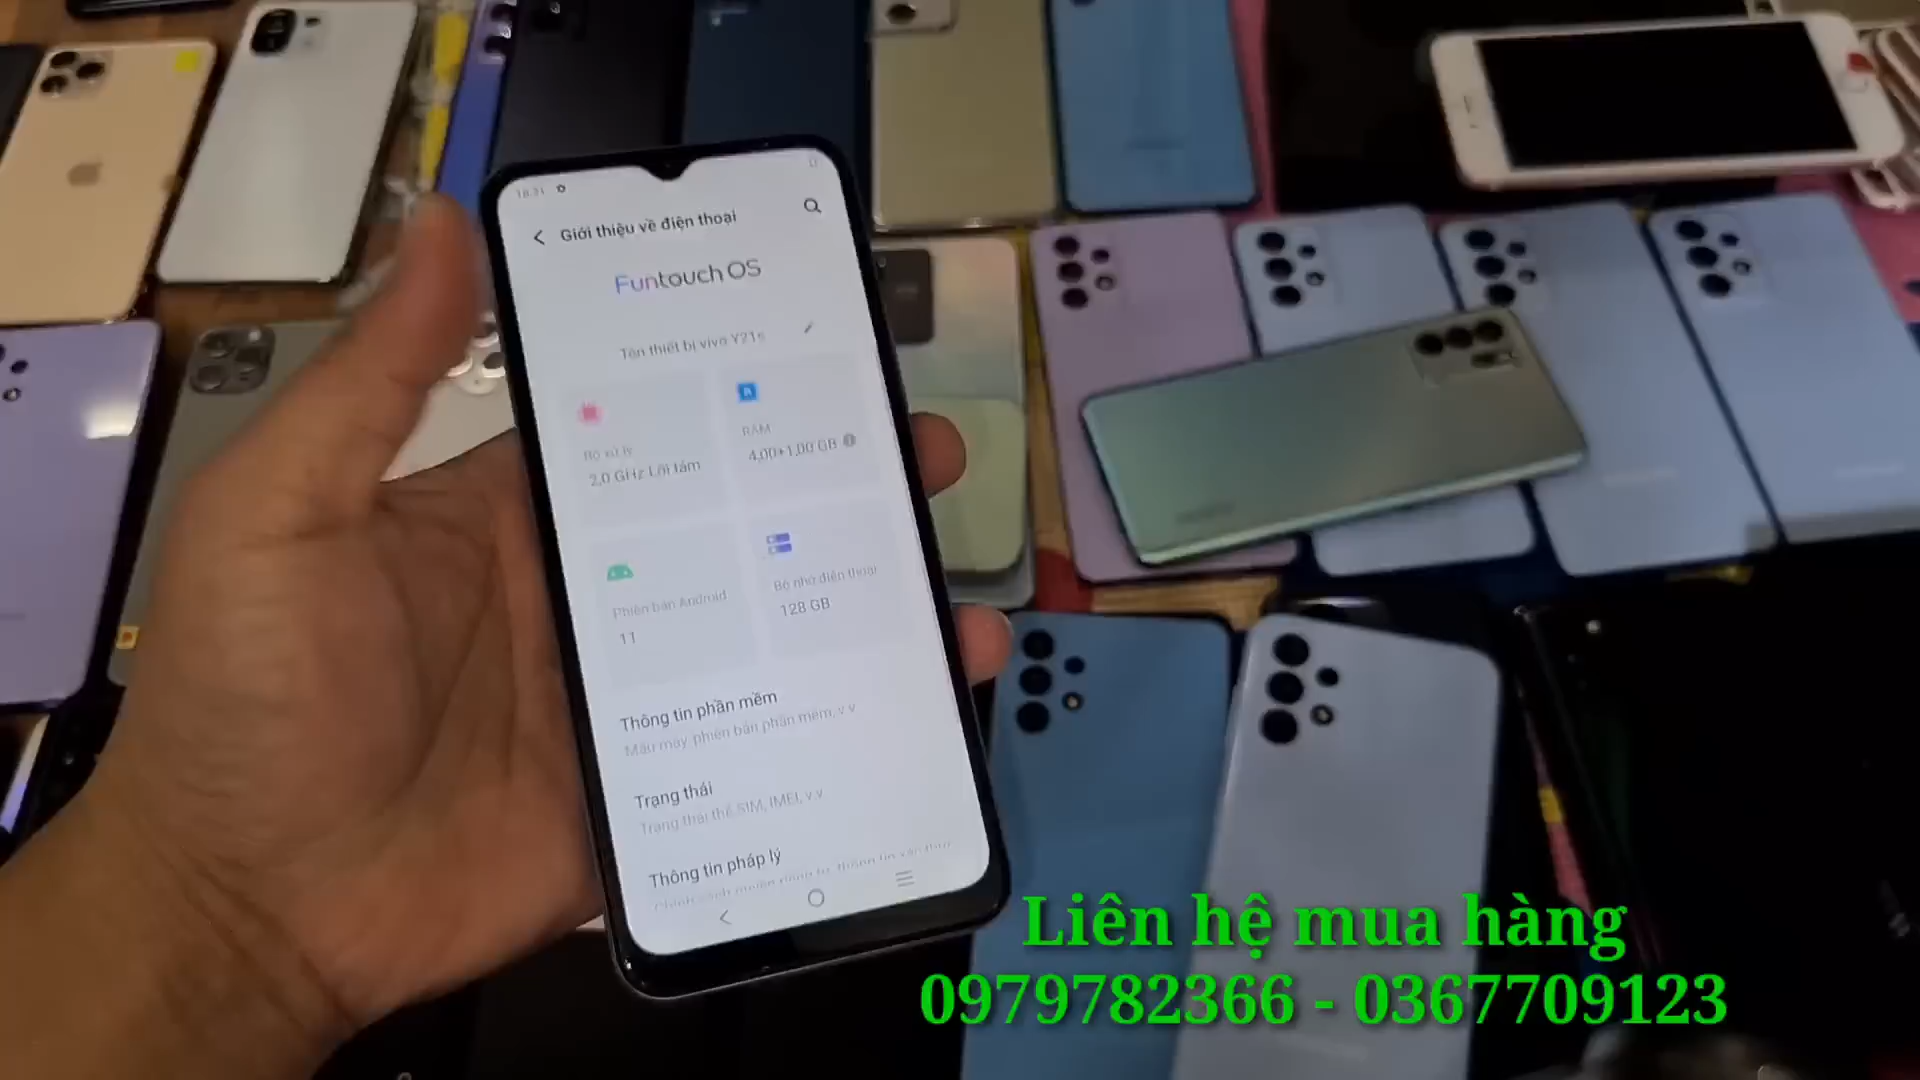 18:31
Giới thiệu về điện thoại
Funtouch OS
Tên thiết bị vivo Y21s
Bộ xử lý
2,0 GHz Lõi tám
RAM
4,00+1,00 GB
Phiên bản Android
11
Bộ nhớ điện thoại
128 GB
Thông tin phần mềm
Mẫu máy, phiên bản phần mềm, v.v
Trạng thái
Trạng thái thẻ SIM, IMEI, v.v
Thông tin pháp lý
Liên hệ mua hàng
0979782366 - 0367709123